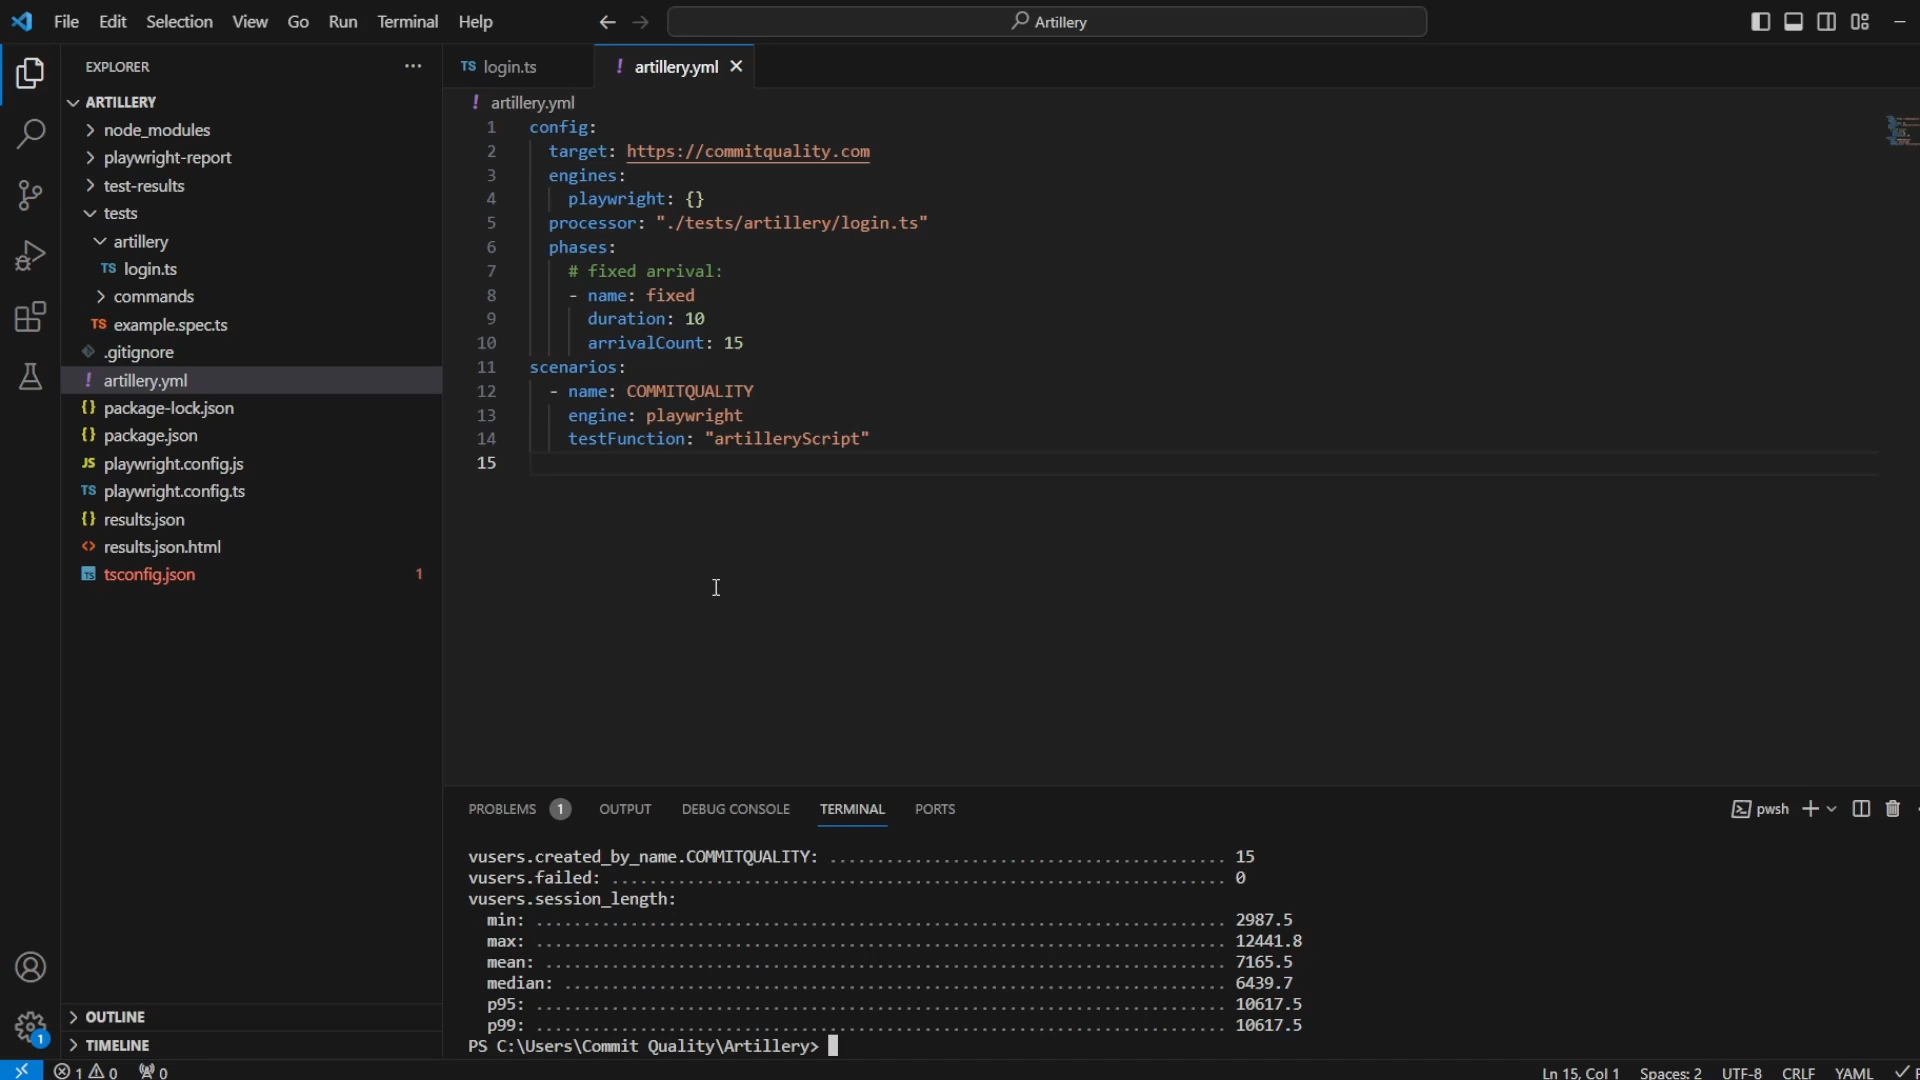 File Edit Selection View Go Run Terminal Help
Artillery
EXPLORER
ARTILLERY
node_modules
playwright-report
test-results
tests
artillery
TS login.ts
commands
TS example.spec.ts
.gitignore
! artillery.yml
{} package-lock.json
{} package.json
JS playwright.config.js
TS playwright.config.ts
{} results.json
<> results.json.html
TS tsconfig.json 1
OUTLINE
TIMELINE
1
TS login.ts
! artillery.yml
! artillery.yml
1 config:
2 target: https://commitquality.com
3 engines:
4 playwright: {}
5 processor: "./tests/artillery/login.ts"
6 phases:
7 # fixed arrival:
8 - name: fixed
9 duration: 10
10 arrivalCount: 15
11 scenarios:
12 - name: COMMITQUALITY
13 engine: playwright
14 testFunction: "artilleryScript"
15
PROBLEMS 1 OUTPUT DEBUG CONSOLE TERMINAL PORTS
pwsh
vusers.created_by_name.COMMITQUALITY: ......................................... 15
vusers.failed: ................................................................ 0
vusers.session_length:
min: ......................................................................... 2987.5
max: ......................................................................... 12441.8
mean: ........................................................................ 7165.5
median: ...................................................................... 6439.7
p95: ......................................................................... 10617.5
p99: ......................................................................... 10617.5
PS C:\Users\Commit Quality\Artillery>
1 0 0
Ln 15, Col 1 Spaces: 2 UTF-8 CRLF YAML